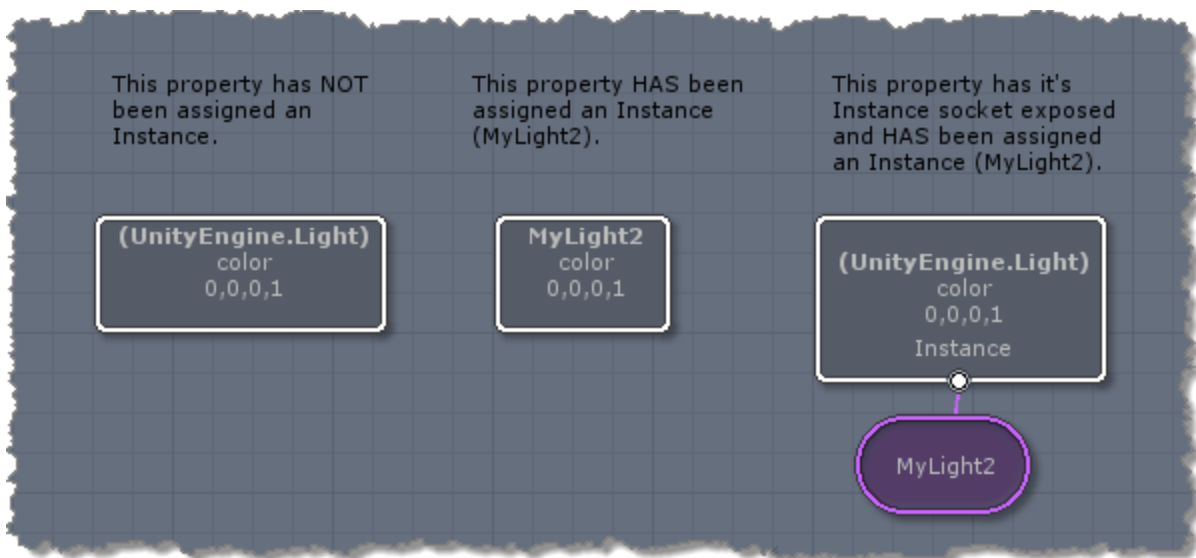 This property has NOT
been assigned an
Instance.
This property HAS been
assigned an Instance
(MyLight2).
This property has it's
Instance socket exposed
and HAS been assigned
an Instance (MyLight2).
(UnityEngine.Light)
color
0,0,0,1
MyLight2
color
0,0,0,1
(UnityEngine.Light)
color
0,0,0,1
Instance
MyLight2